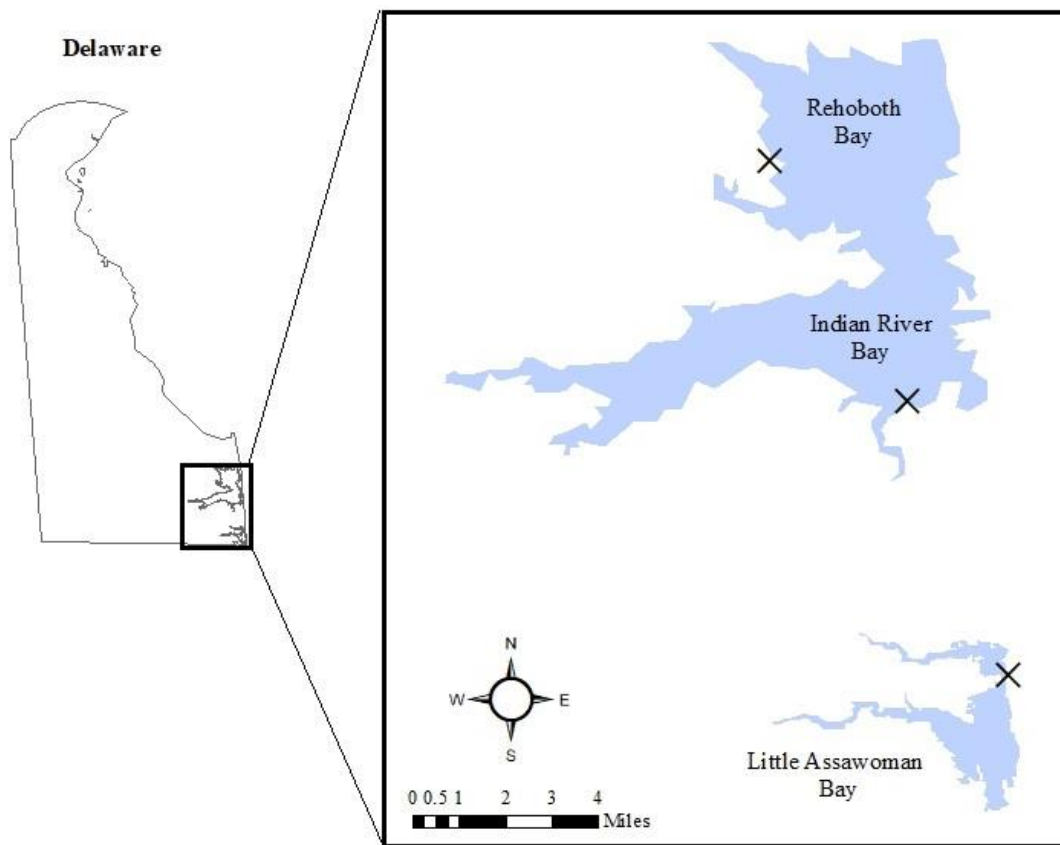 Delaware
Rehoboth
Bay
Indian River
Bay
N
W E
S
Little Assawoman
Bay
0 0.5 1 2 3 4
Miles